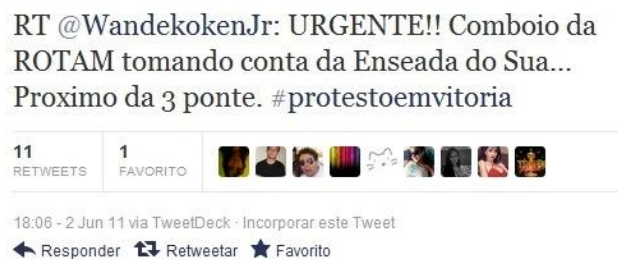 RT @WandekokenJr: URGENTE!! Comboio da
ROTAM tomando conta da Enseada do Sua...
Proximo da 3 ponte. #protestoemvitoria
11 1
RETWEETS FAVORITO
18:06 - 2 Jun 11 via TweetDeck · Incorporar este Tweet
Responder Retweetar Favorito